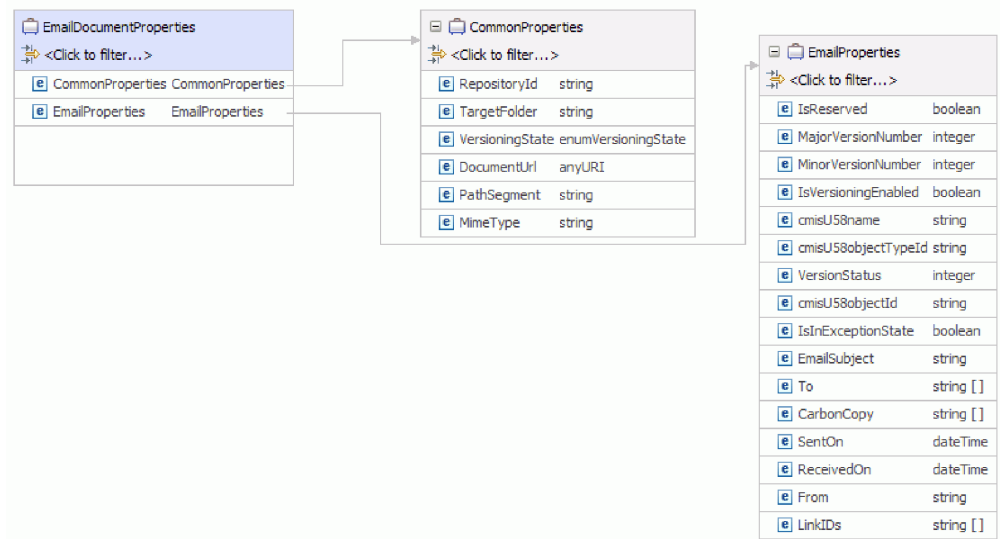 EmailDocumentProperties
<Click to filter...>
CommonProperties CommonProperties
EmailProperties EmailProperties
CommonProperties
<Click to filter...>
RepositoryId string
TargetFolder string
VersioningState enumVersioningState
DocumentUrl anyURI
PathSegment string
MimeType string
EmailProperties
<Click to filter...>
IsReserved boolean
MajorVersionNumber integer
MinorVersionNumber integer
IsVersioningEnabled boolean
cmisU58name string
cmisU58objectTypeId string
VersionStatus integer
cmisU58objectId string
IsInExceptionState boolean
EmailSubject string
To string []
CarbonCopy string []
SentOn dateTime
ReceivedOn dateTime
From string
LinkIDs string []